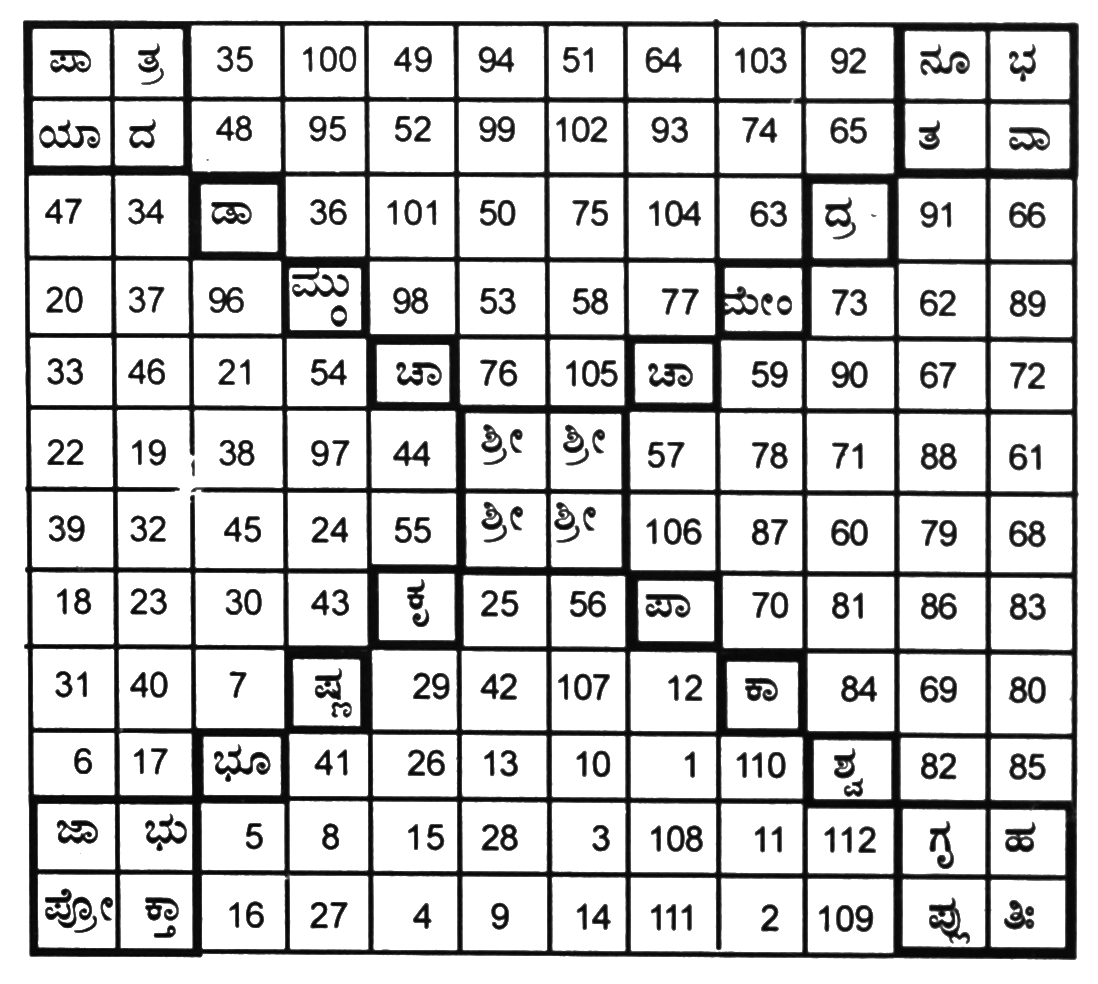 ಪಾ ತ್ರ 35 100 49 94 51 64 103 92 ನೂ ಭ
ಯಾ ದ 48 95 52 99 102 93 74 65 ತ ವಾ
47 34 ಡಾ 36 101 50 75 104 63 ದ್ರ 91 66
20 37 96 ಮ್ಮುಂ 98 53 58 77 ಮೇಂ 73 62 89
33 46 21 54 ಚಾ 76 105 ಚಾ 59 90 67 72
22 19 38 97 44 ಶ್ರೀ ಶ್ರೀ 57 78 71 88 61
39 32 45 24 55 ಶ್ರೀ ಶ್ರೀ 106 87 60 79 68
18 23 30 43 ಕೃ 25 56 ಪಾ 70 81 86 83
31 40 7 ಷ್ಣ 29 42 107 12 ಕಾ 84 69 80
6 17 ಭೂ 41 26 13 10 1 110 ಶ್ವ 82 85
ಜಾ ಭು 5 8 15 28 3 108 11 112 ಗೃ ಹ
ಪ್ರೋ ಕ್ತಾ 16 27 4 9 14 111 2 109 ಪ್ಲು ತಿಃ